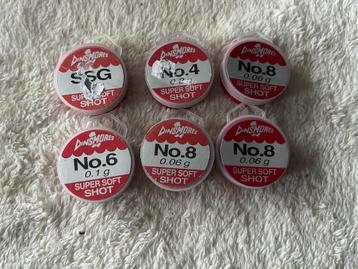 DINSMORES
SSG
SUPER SOFT
SHOT
DINSMORES
No.4
SUPER SOFT
SHOT
DINSMORES
No.8
0.06 g
SUPER SOFT
SHOT
DINSMORES
No.6
0.1 g
SUPER SOFT
SHOT
DINSMORES
No.8
0.06 g
SUPER SOFT
SHOT
DINSMORES
No.8
0.06 g
SUPER SOFT
SHOT